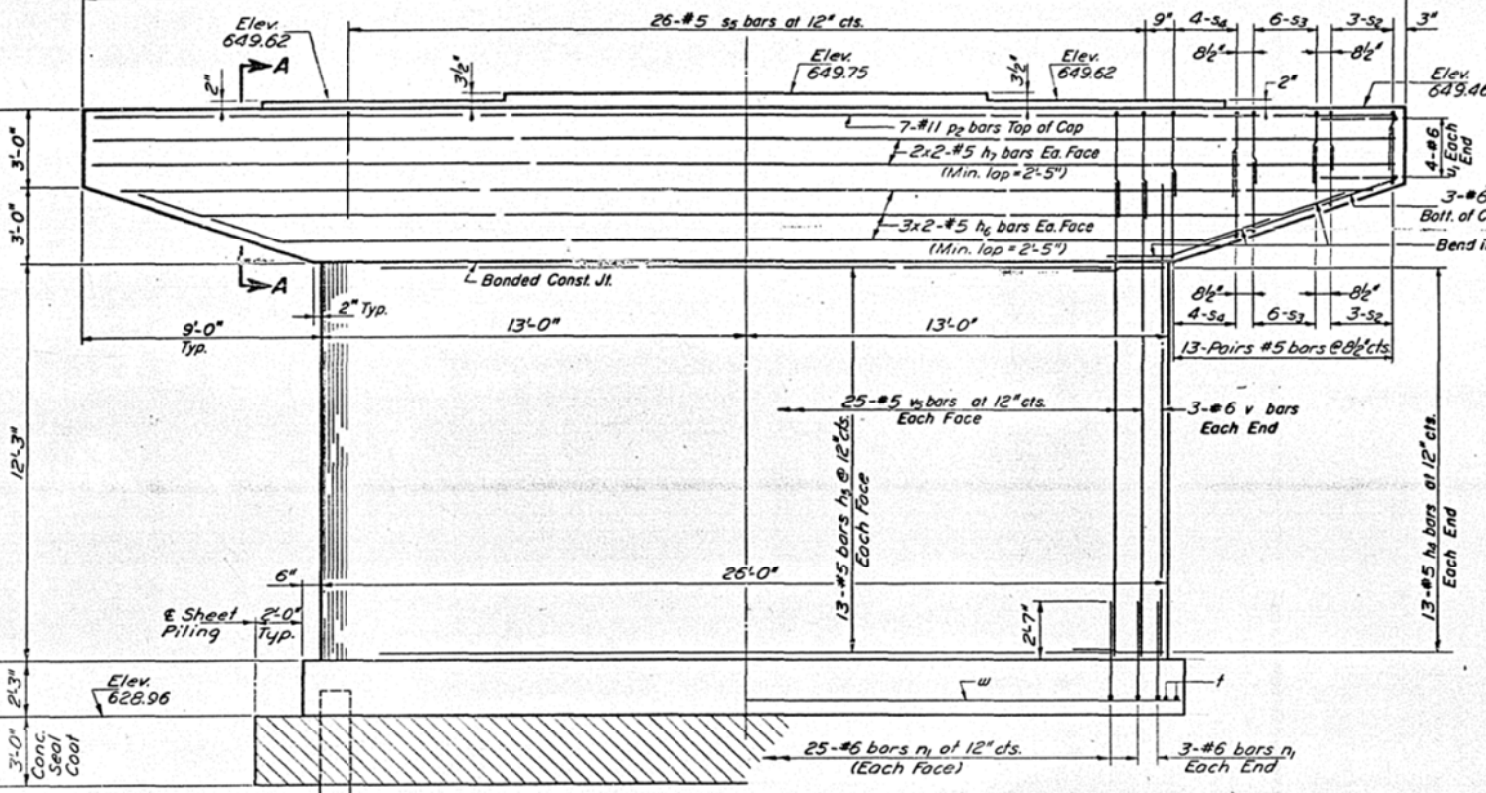 26-#5 s5 bars at 12" cts.
9"
4-s4
6-s3
3-s2
3"
Elev.
649.62
8½"
8½"
A
2"
3½"
Elev.
649.75
3½"
Elev.
649.62
2"
Elev.
649.46
7-#11 p2 bars Top of Cap
2x2-#5 h7 bars Ea. Face
(Min. lap = 2'-5")
4-#6
u1 Each
End
3'-0"
3'-0"
3-#6
Bott. of C
3x2-#5 h6 bars Ea. Face
(Min. lap = 2'-5")
Bend i
A
Bonded Const. Jt.
2" Typ.
8½"
8½"
4-s4
6-s3
3-s2
9'-0"
Typ.
13'-0"
13'-0"
13-Pairs #5 bars @ 8½" cts.
25-#5 v5 bars at 12" cts.
Each Face
3-#6 v bars
Each End
12'-3"
13-#5 bars h5 @ 12" cts.
Each Face
13-#5 h4 bars at 12" cts.
Each End
6"
26'-0"
₵ Sheet
Piling
2'-0"
Typ.
2'-7"
2'-3"
Elev.
628.96
w
t
3'-0"
Conc.
Seal
Coat
25-#6 bars n1 at 12" cts.
(Each Face)
3-#6 bars n1
Each End